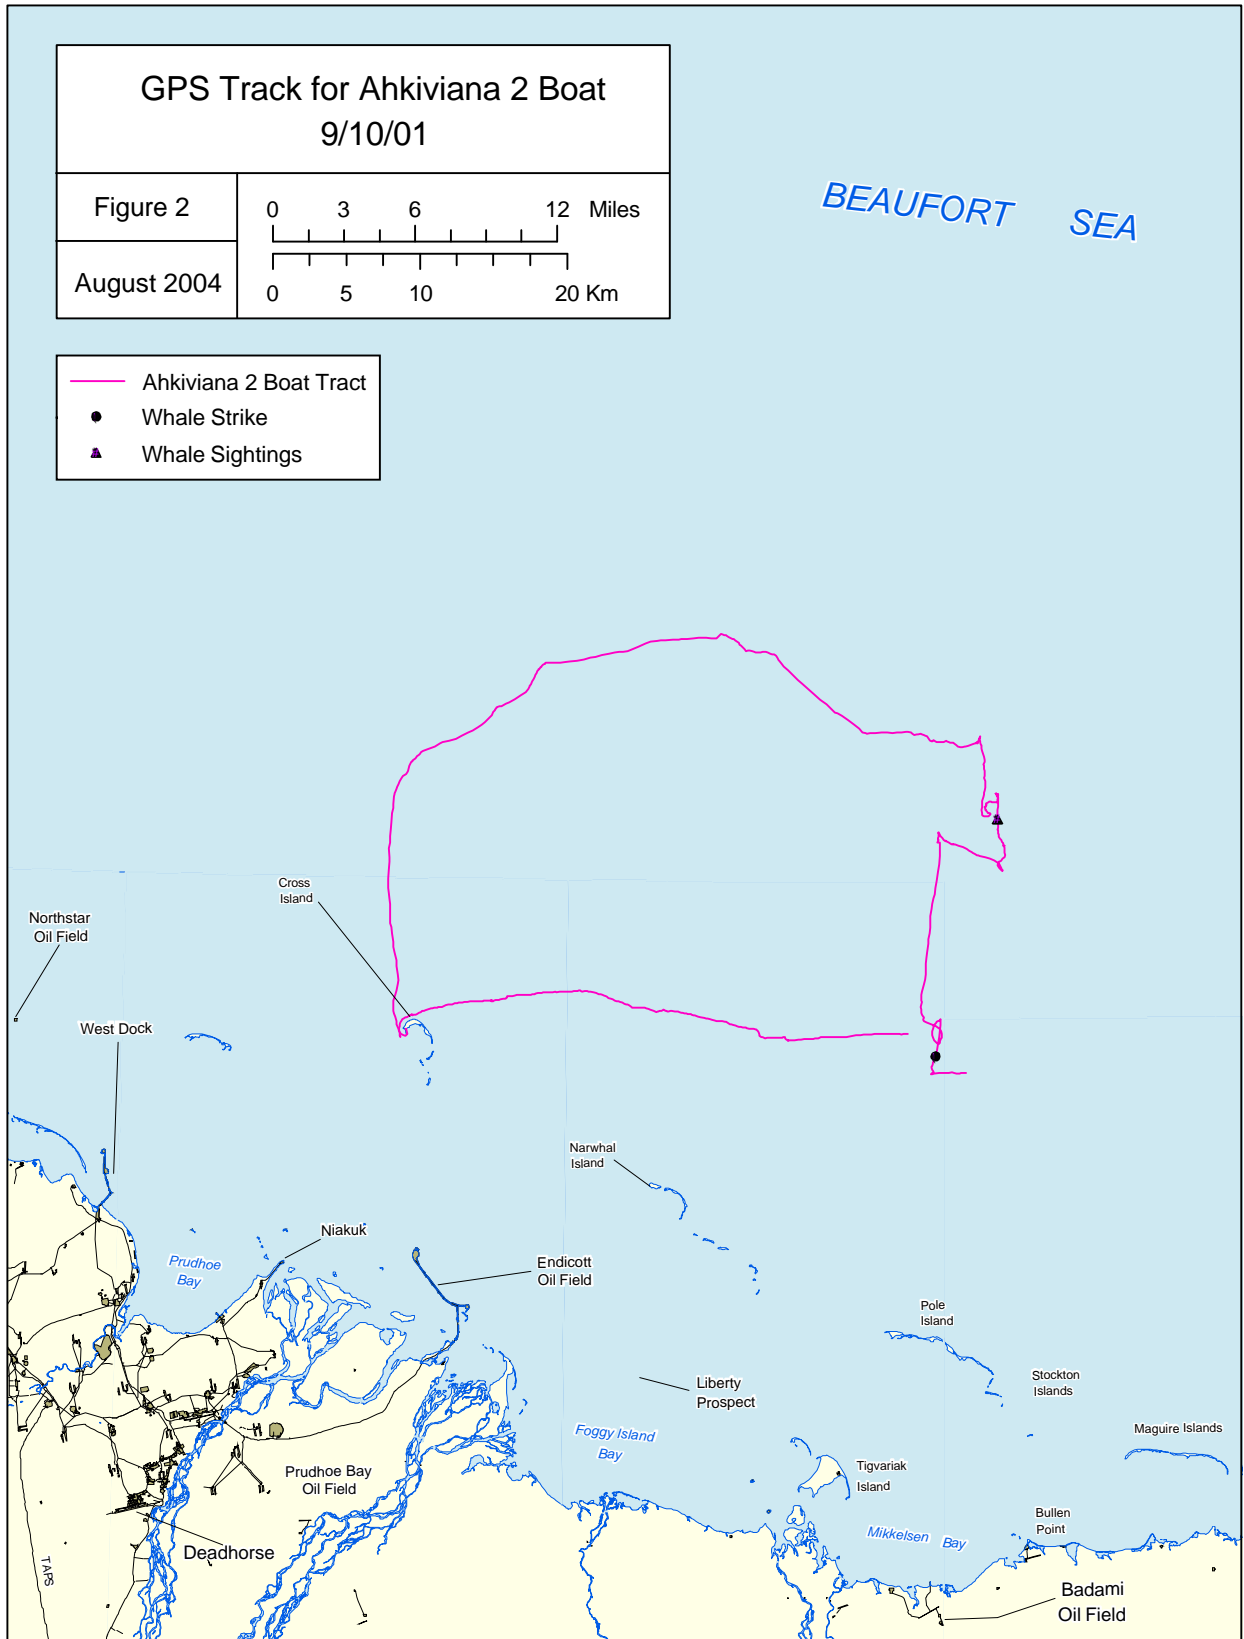 GPS Track for Ahkiviana 2 Boat
9/10/01
Figure 2
August 2004
0 3 6 12 Miles
0 5 10 20 Km
Ahkiviana 2 Boat Tract
Whale Strike
Whale Sightings
BEAUFORT SEA
Cross
Island
Northstar
Oil Field
West Dock
Narwhal
Island
Niakuk
Prudhoe
Bay
Endicott
Oil Field
Pole
Island
Stockton
Islands
Liberty
Prospect
Maguire Islands
Foggy Island
Bay
Tigvariak
Island
Prudhoe Bay
Oil Field
Bullen
Point
Mikkelsen Bay
Deadhorse
TAPS
Badami
Oil Field